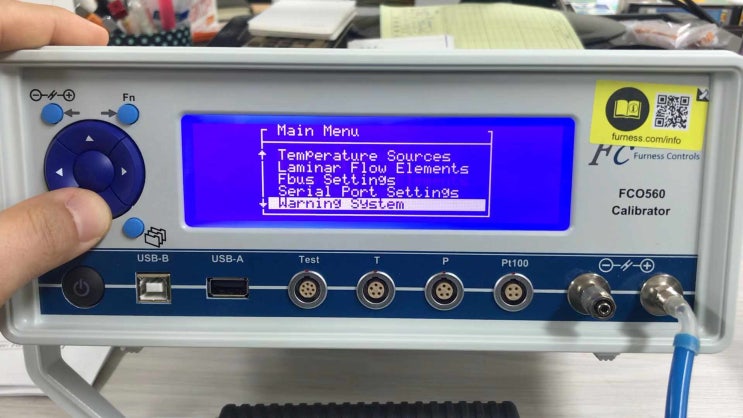 Fn
Main Menu
Temperature Sources
Laminar Flow Elements
Fbus Settings
Serial Port Settings
Warning System
furness.com/info
FC Furness Controls
FCO560
Calibrator
USB-B
USB-A
Test
T
P
Pt100